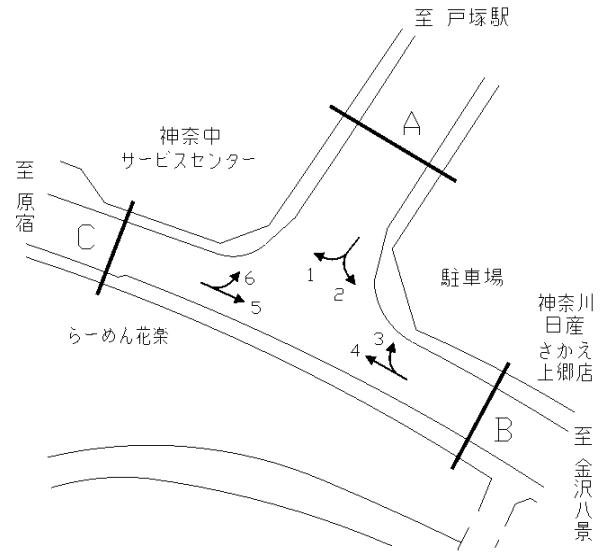 至 戸塚駅
A
神奈中
サービスセンター
至 原宿
C
6
5
1
2
駐車場
神奈川
日産
さかえ
上郷店
らーめん花楽
3
4
B
至 金沢八景